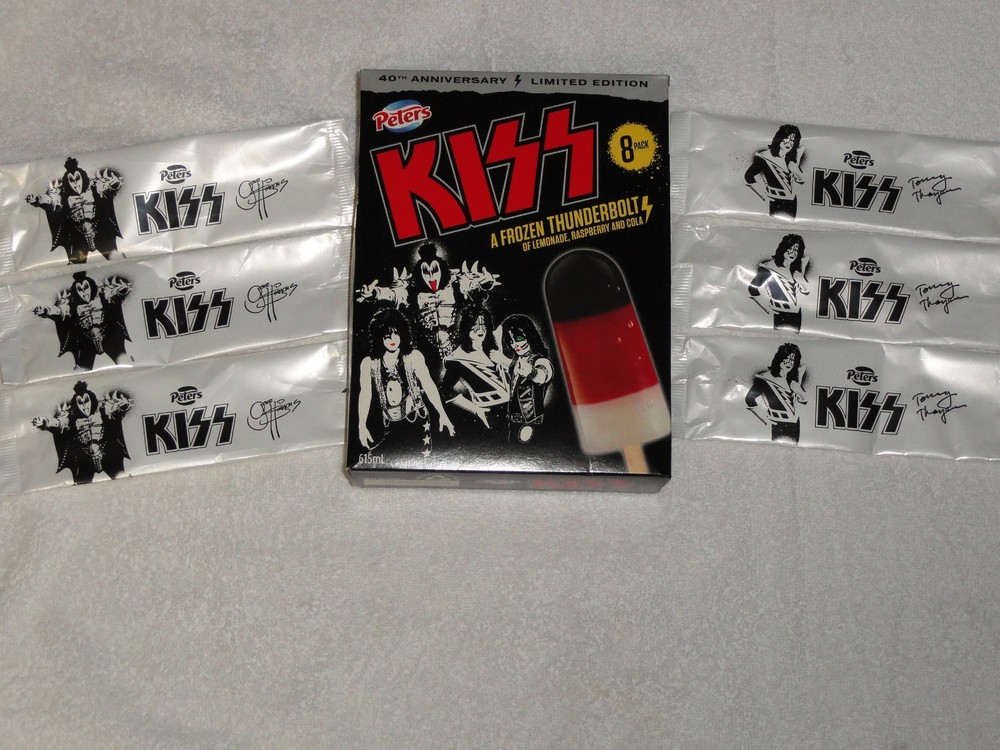 40TH ANNIVERSARY LIMITED EDITION
Peters
KISS
8 PACK
A FROZEN THUNDERBOLT
OF LEMONADE, RASPBERRY AND COLA
615ml
Peters
KISS
Peters
KISS
Peters
KISS
Peters
KISS
Tommy
Thayer
Peters
KISS
Tommy
Thayer
Peters
KISS
Tommy
Thayer